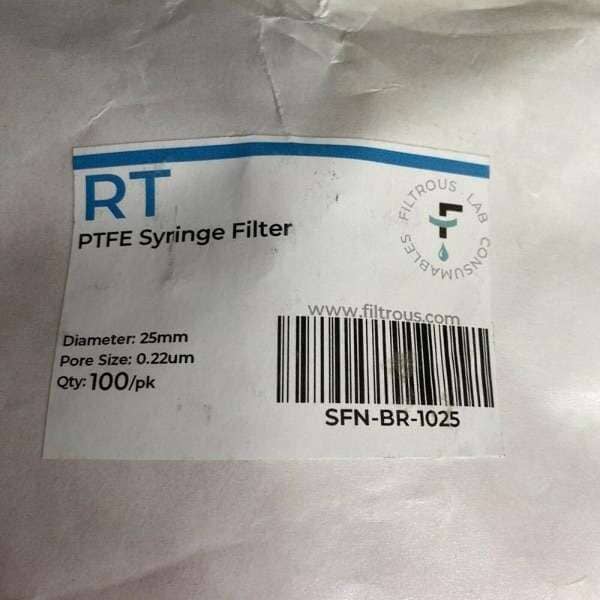 RT
PTFE Syringe Filter
FILTROUS . LAB CONSUMABLES
F
www.filtrous.com
Diameter: 25mm
Pore Size: 0.22um
Qty: 100/pk
SFN-BR-1025